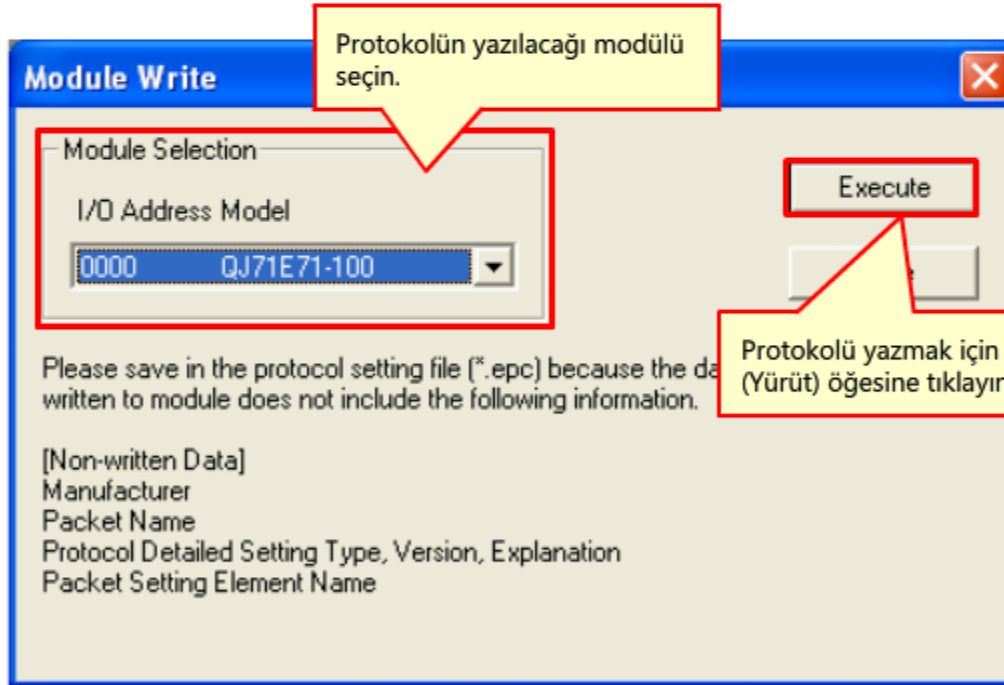 Protokolün yazılacağı modülü
seçin.
Module Write
Module Selection
I/O Address Model
0000 QJ71E71-100
Execute
Protokolü yazmak için
(Yürüt) öğesine tıklayın
Please save in the protocol setting file (*.epc) because the
written to module does not include the following information.
[Non-written Data]
Manufacturer
Packet Name
Protocol Detailed Setting Type, Version, Explanation
Packet Setting Element Name